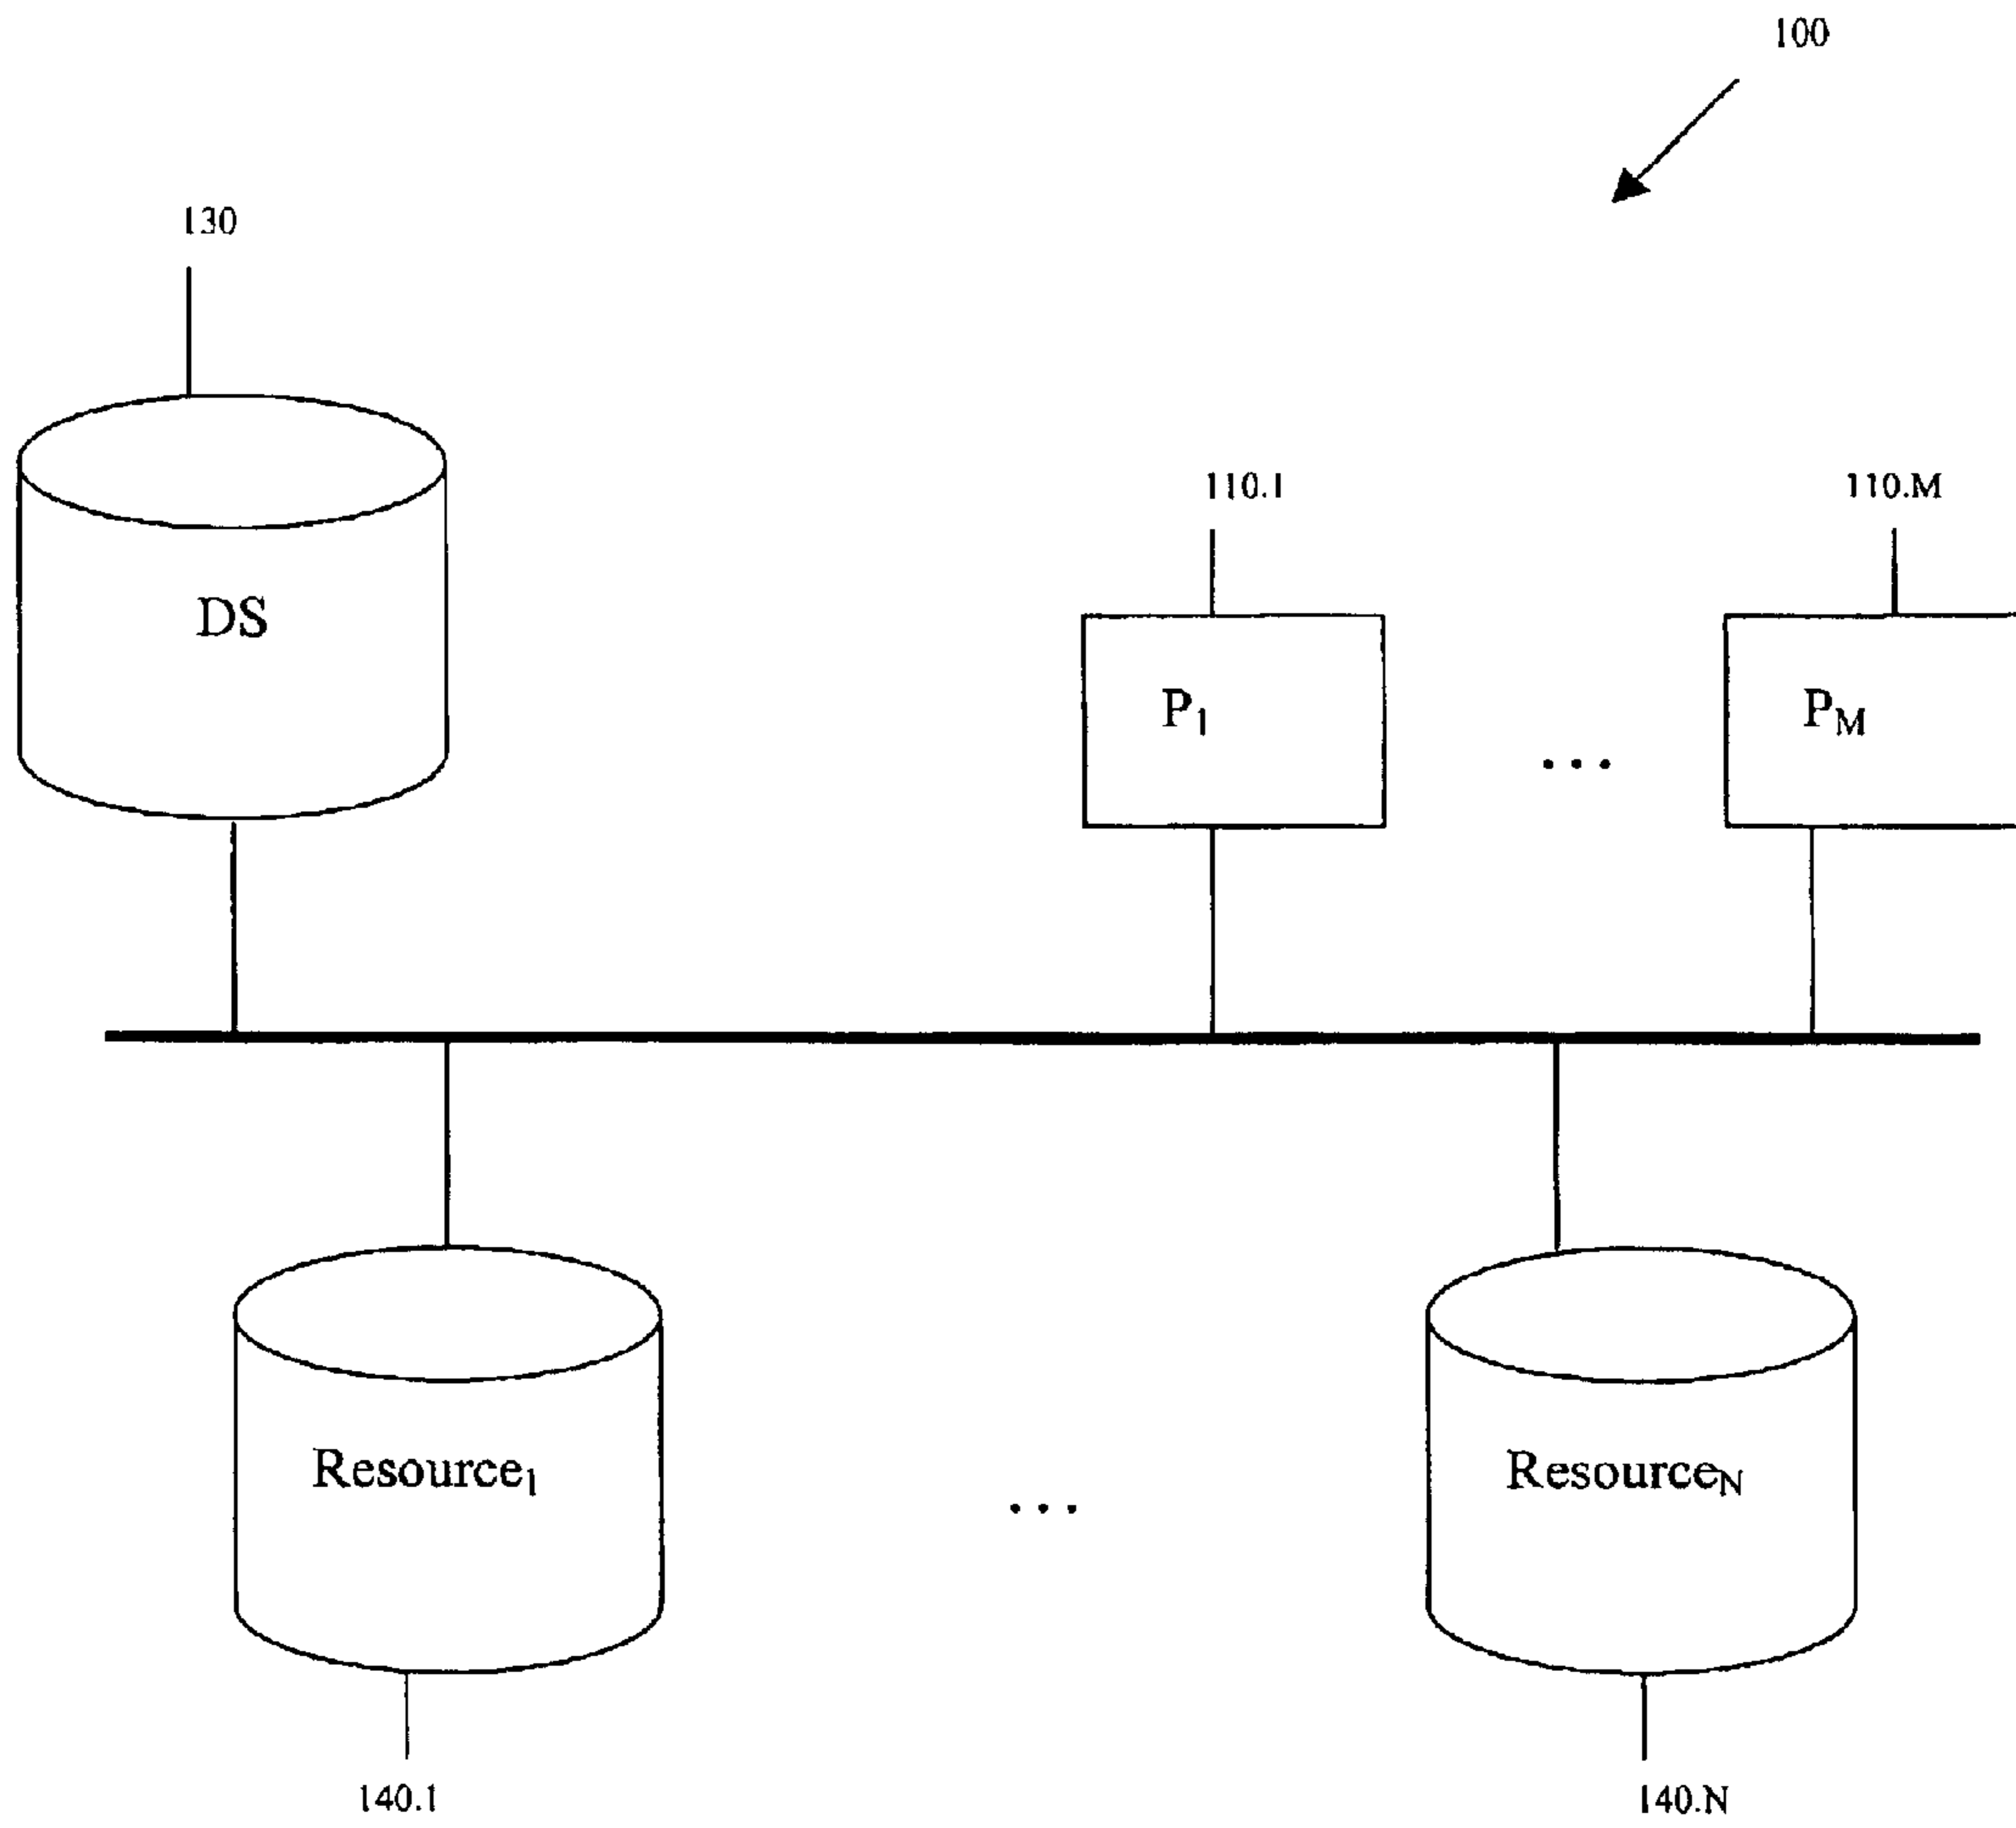 100
130
110.1
110.M
DS
P1
PM
...
...
Resource1
ResourceN
140.1
140.N